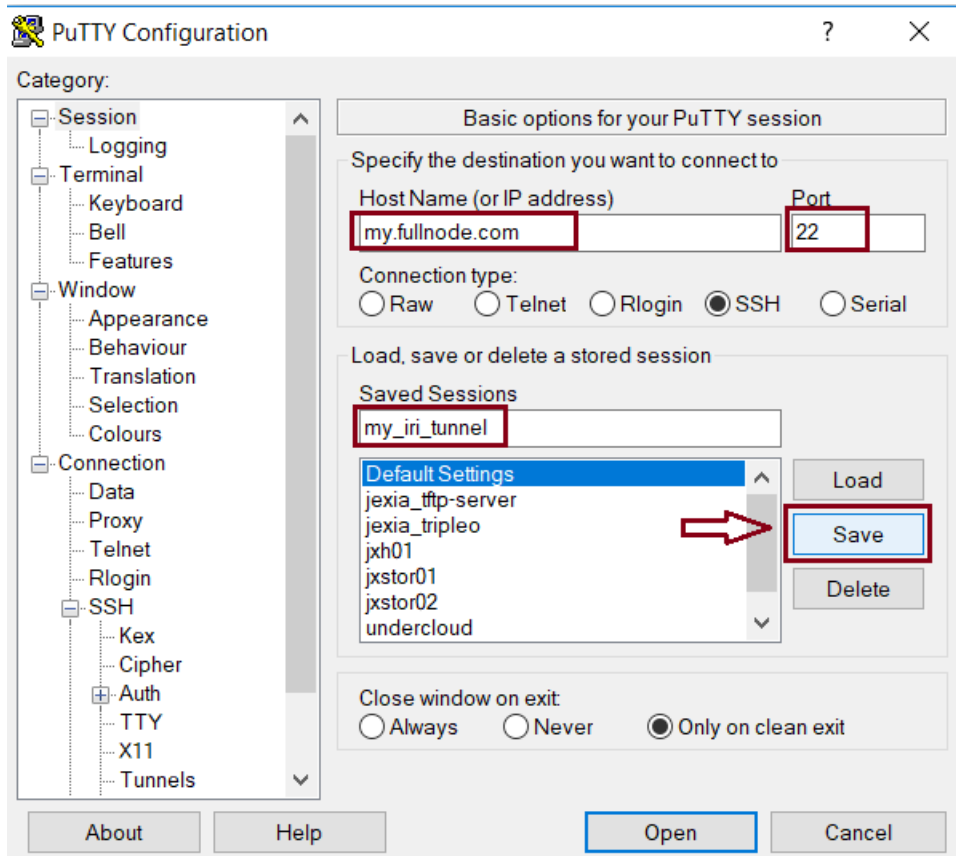 PuTTY Configuration
?
Category:
Session
Logging
Terminal
Keyboard
Bell
Features
Window
Appearance
Behaviour
Translation
Selection
Colours
Connection
Data
Proxy
Telnet
Rlogin
SSH
Kex
Cipher
Auth
TTY
X11
Tunnels
Basic options for your PuTTY session
Specify the destination you want to connect to
Host Name (or IP address) Port
my.fullnode.com 22
Connection type:
Raw Telnet Rlogin SSH Serial
Load, save or delete a stored session
Saved Sessions
my_iri_tunnel
Default Settings
jexia_tftp-server
jexia_tripleo
jxh01
jxstor01
jxstor02
undercloud
Load
Save
Delete
Close window on exit:
Always Never Only on clean exit
About Help Open Cancel